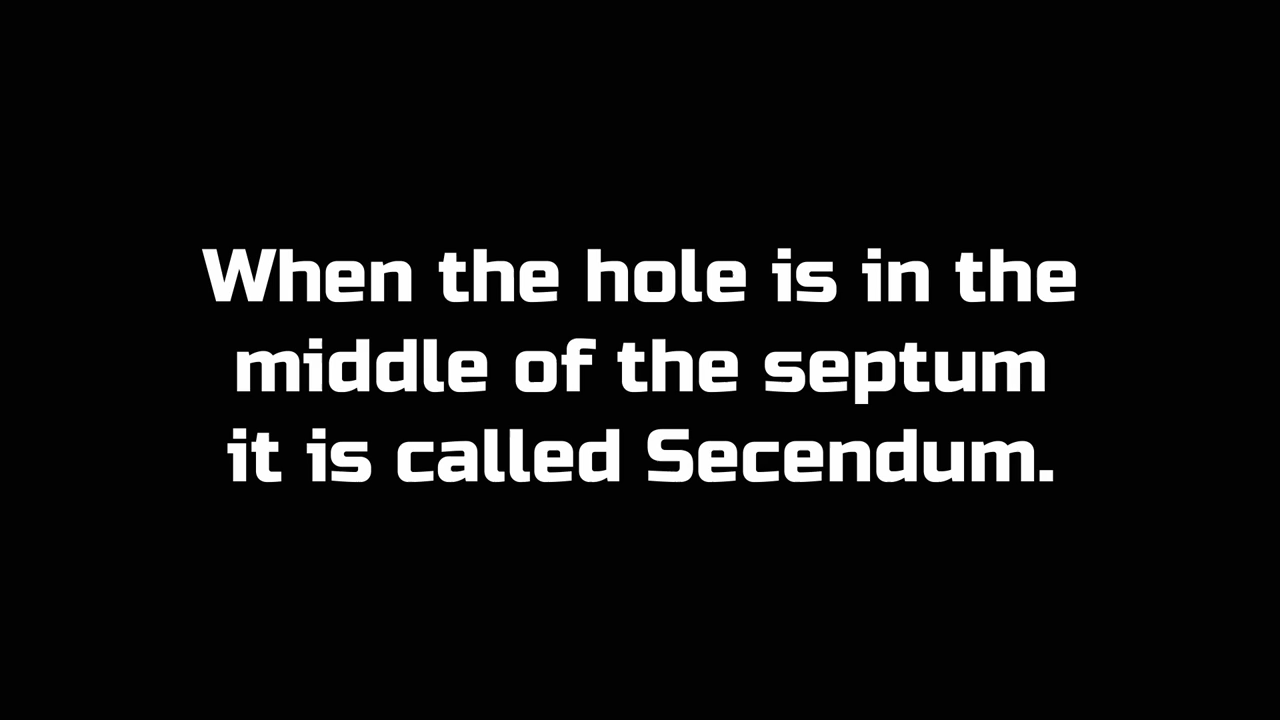 When the hole is in the
middle of the septum
it is called Secendum.